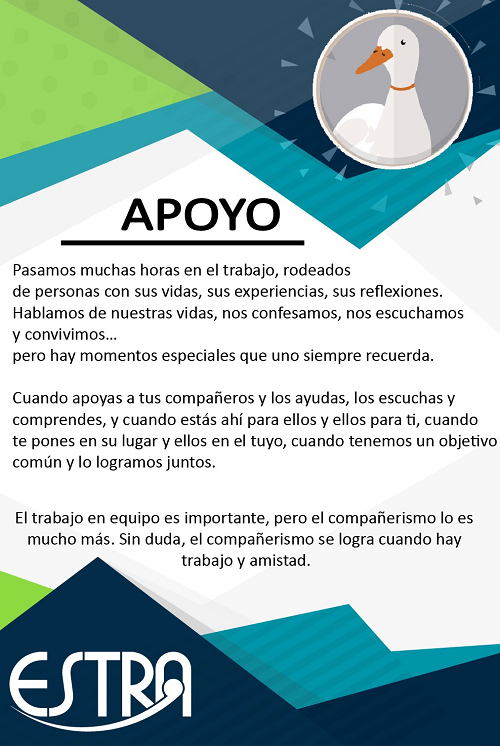 APOYO
Pasamos muchas horas en el trabajo, rodeados
de personas con sus vidas, sus experiencias, sus reflexiones.
Hablamos de nuestras vidas, nos confesamos, nos escuchamos
y convivimos...
pero hay momentos especiales que uno siempre recuerda.
Cuando apoyas a tus compañeros y los ayudas, los escuchas y
comprendes, y cuando estás ahí para ellos y ellos para ti, cuando
te pones en su lugar y ellos en el tuyo, cuando tenemos un objetivo
común y lo logramos juntos.
El trabajo en equipo es importante, pero el compañerismo lo es
mucho más. Sin duda, el compañerismo se logra cuando hay
trabajo y amistad.
ESTRA